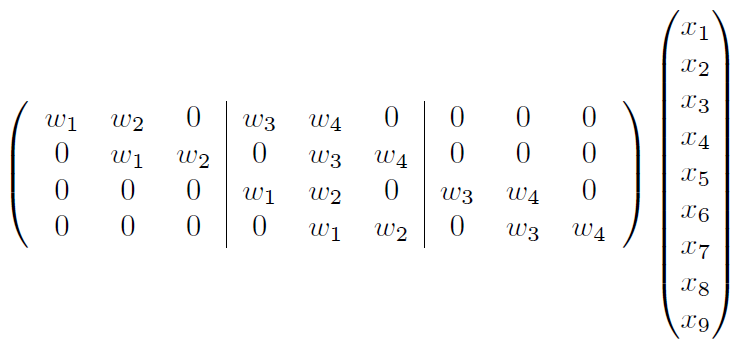 w₁ w₂ 0 w₃ w₄ 0 0 0 0
0 w₁ w₂ 0 w₃ w₄ 0 0 0
0 0 0 w₁ w₂ 0 w₃ w₄ 0
0 0 0 0 w₁ w₂ 0 w₃ w₄
x₁
x₂
x₃
x₄
x₅
x₆
x₇
x₈
x₉